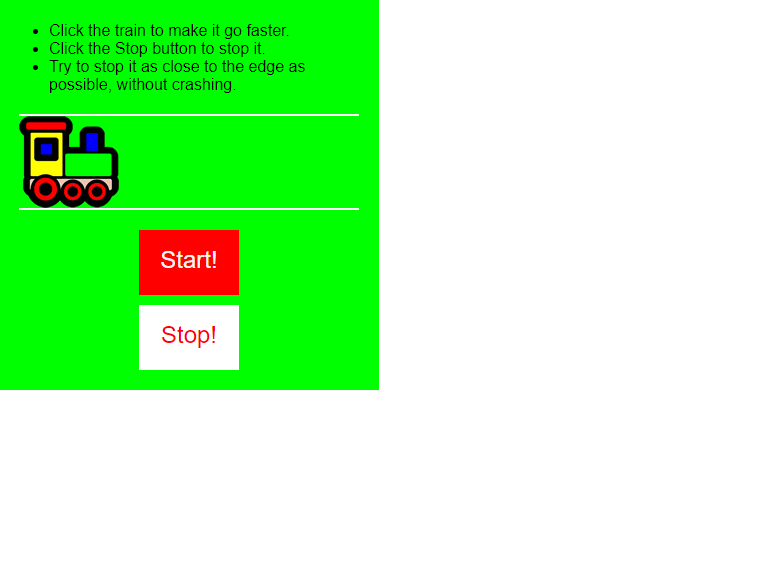 Click the train to make it go faster.
Click the Stop button to stop it.
Try to stop it as close to the edge as
possible, without crashing.
Start!
Stop!